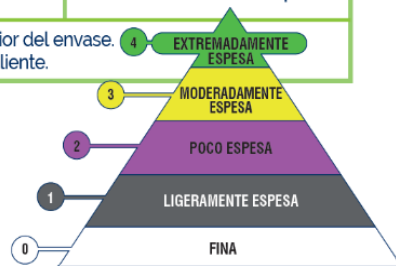 ior del envase.
liente.
4
EXTREMADAMENTE
ESPESA
3
MODERADAMENTE
ESPESA
2
POCO ESPESA
1
LIGERAMENTE ESPESA
0
FINA